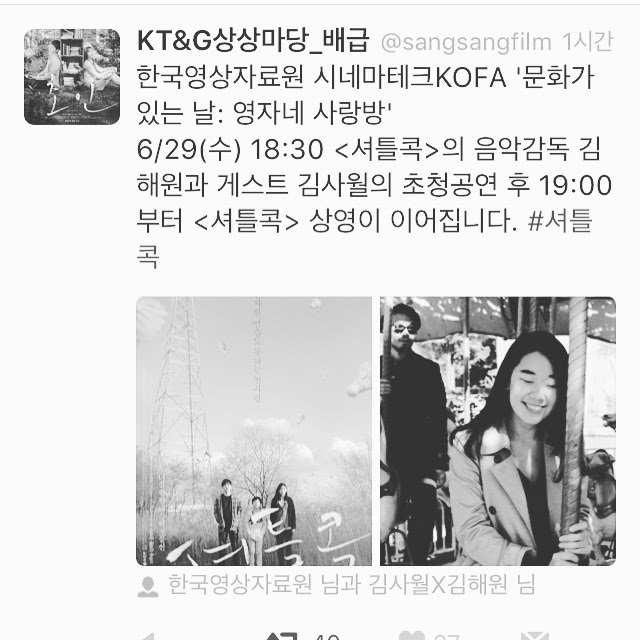 KT&G상상마당_배급 @sangsangfilm 1시간
한국영상자료원 시네마테크KOFA '문화가
있는 날: 영자네 사랑방'
6/29(수) 18:30 <셔틀콕>의 음악감독 김
해원과 게스트 김사월의 초청공연 후 19:00
부터 <셔틀콕> 상영이 이어집니다. #셔틀
콕
셔틀콕
한국영상자료원 님과 김사월X김해원 님